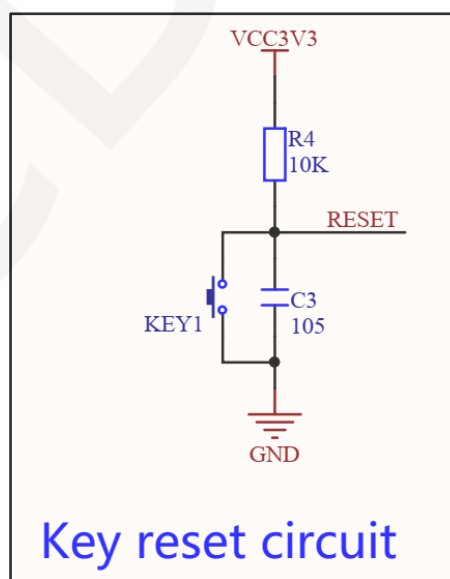 VCC3V3
R4
10K
RESET
KEY1
C3
105
GND
Key reset circuit